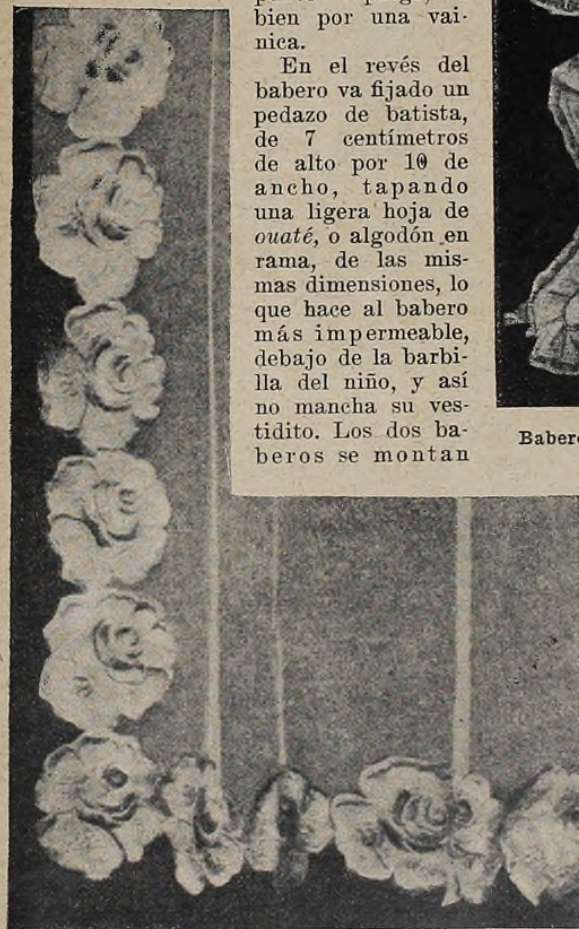 bien por una vai-
nica.
En el revés del
babero va fijado un
pedazo de batista,
de 7 centímetros
de alto por 10 de
ancho, tapando
una ligera hoja de
ouaté, o algodón en
rama, de las mis-
mas dimensiones, lo
que hace al babero
más impermeable,
debajo de la barbi-
lla del niño, y así
no mancha su ves-
tidito. Los dos ba-
beros se montan
Babero